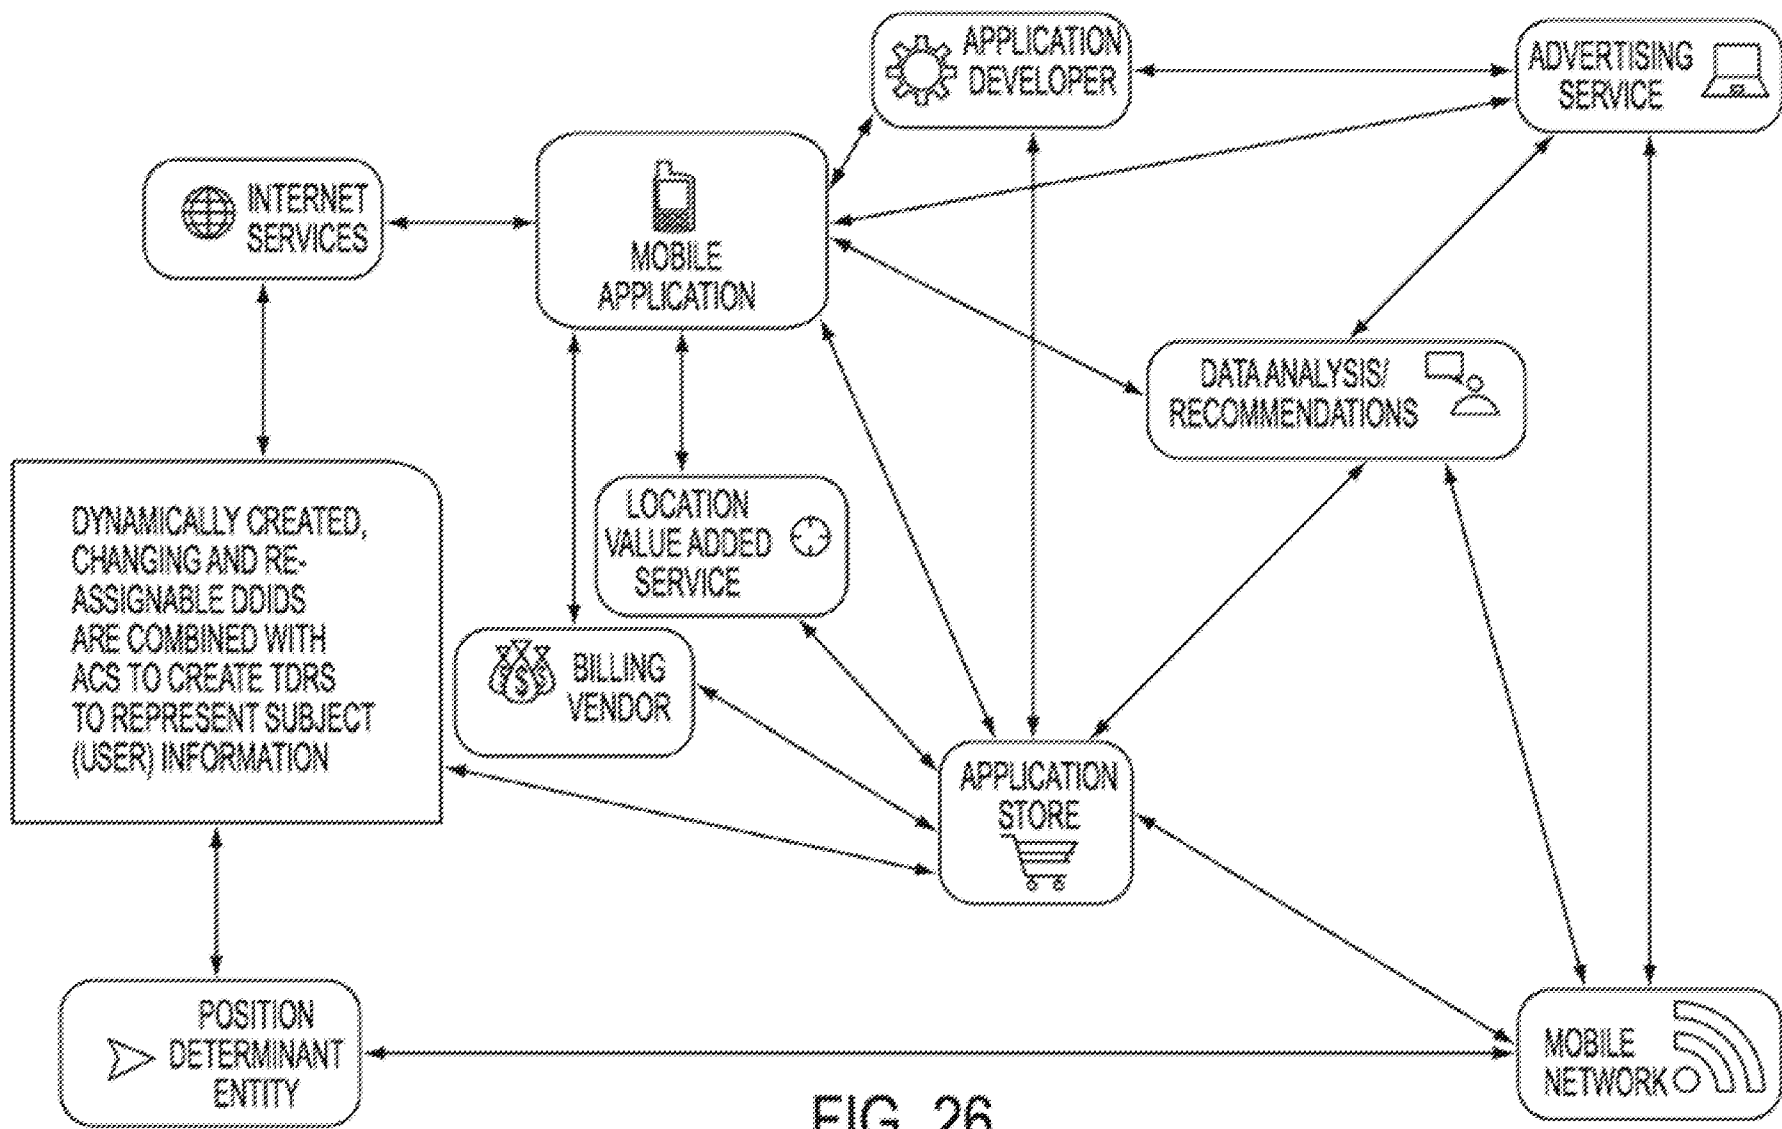 APPLICATION
DEVELOPER
ADVERTISING
SERVICE
INTERNET
SERVICES
MOBILE
APPLICATION
DATA ANALYSIS/
RECOMMENDATIONS
DYNAMICALLY CREATED,
CHANGING AND RE-
ASSIGNABLE DDIDS
ARE COMBINED WITH
ACS TO CREATE TDRS
TO REPRESENT SUBJECT
(USER) INFORMATION
LOCATION
VALUE ADDED
SERVICE
$ BILLING
VENDOR
APPLICATION
STORE
POSITION
DETERMINANT
ENTITY
MOBILE
NETWORK
FIG. 26